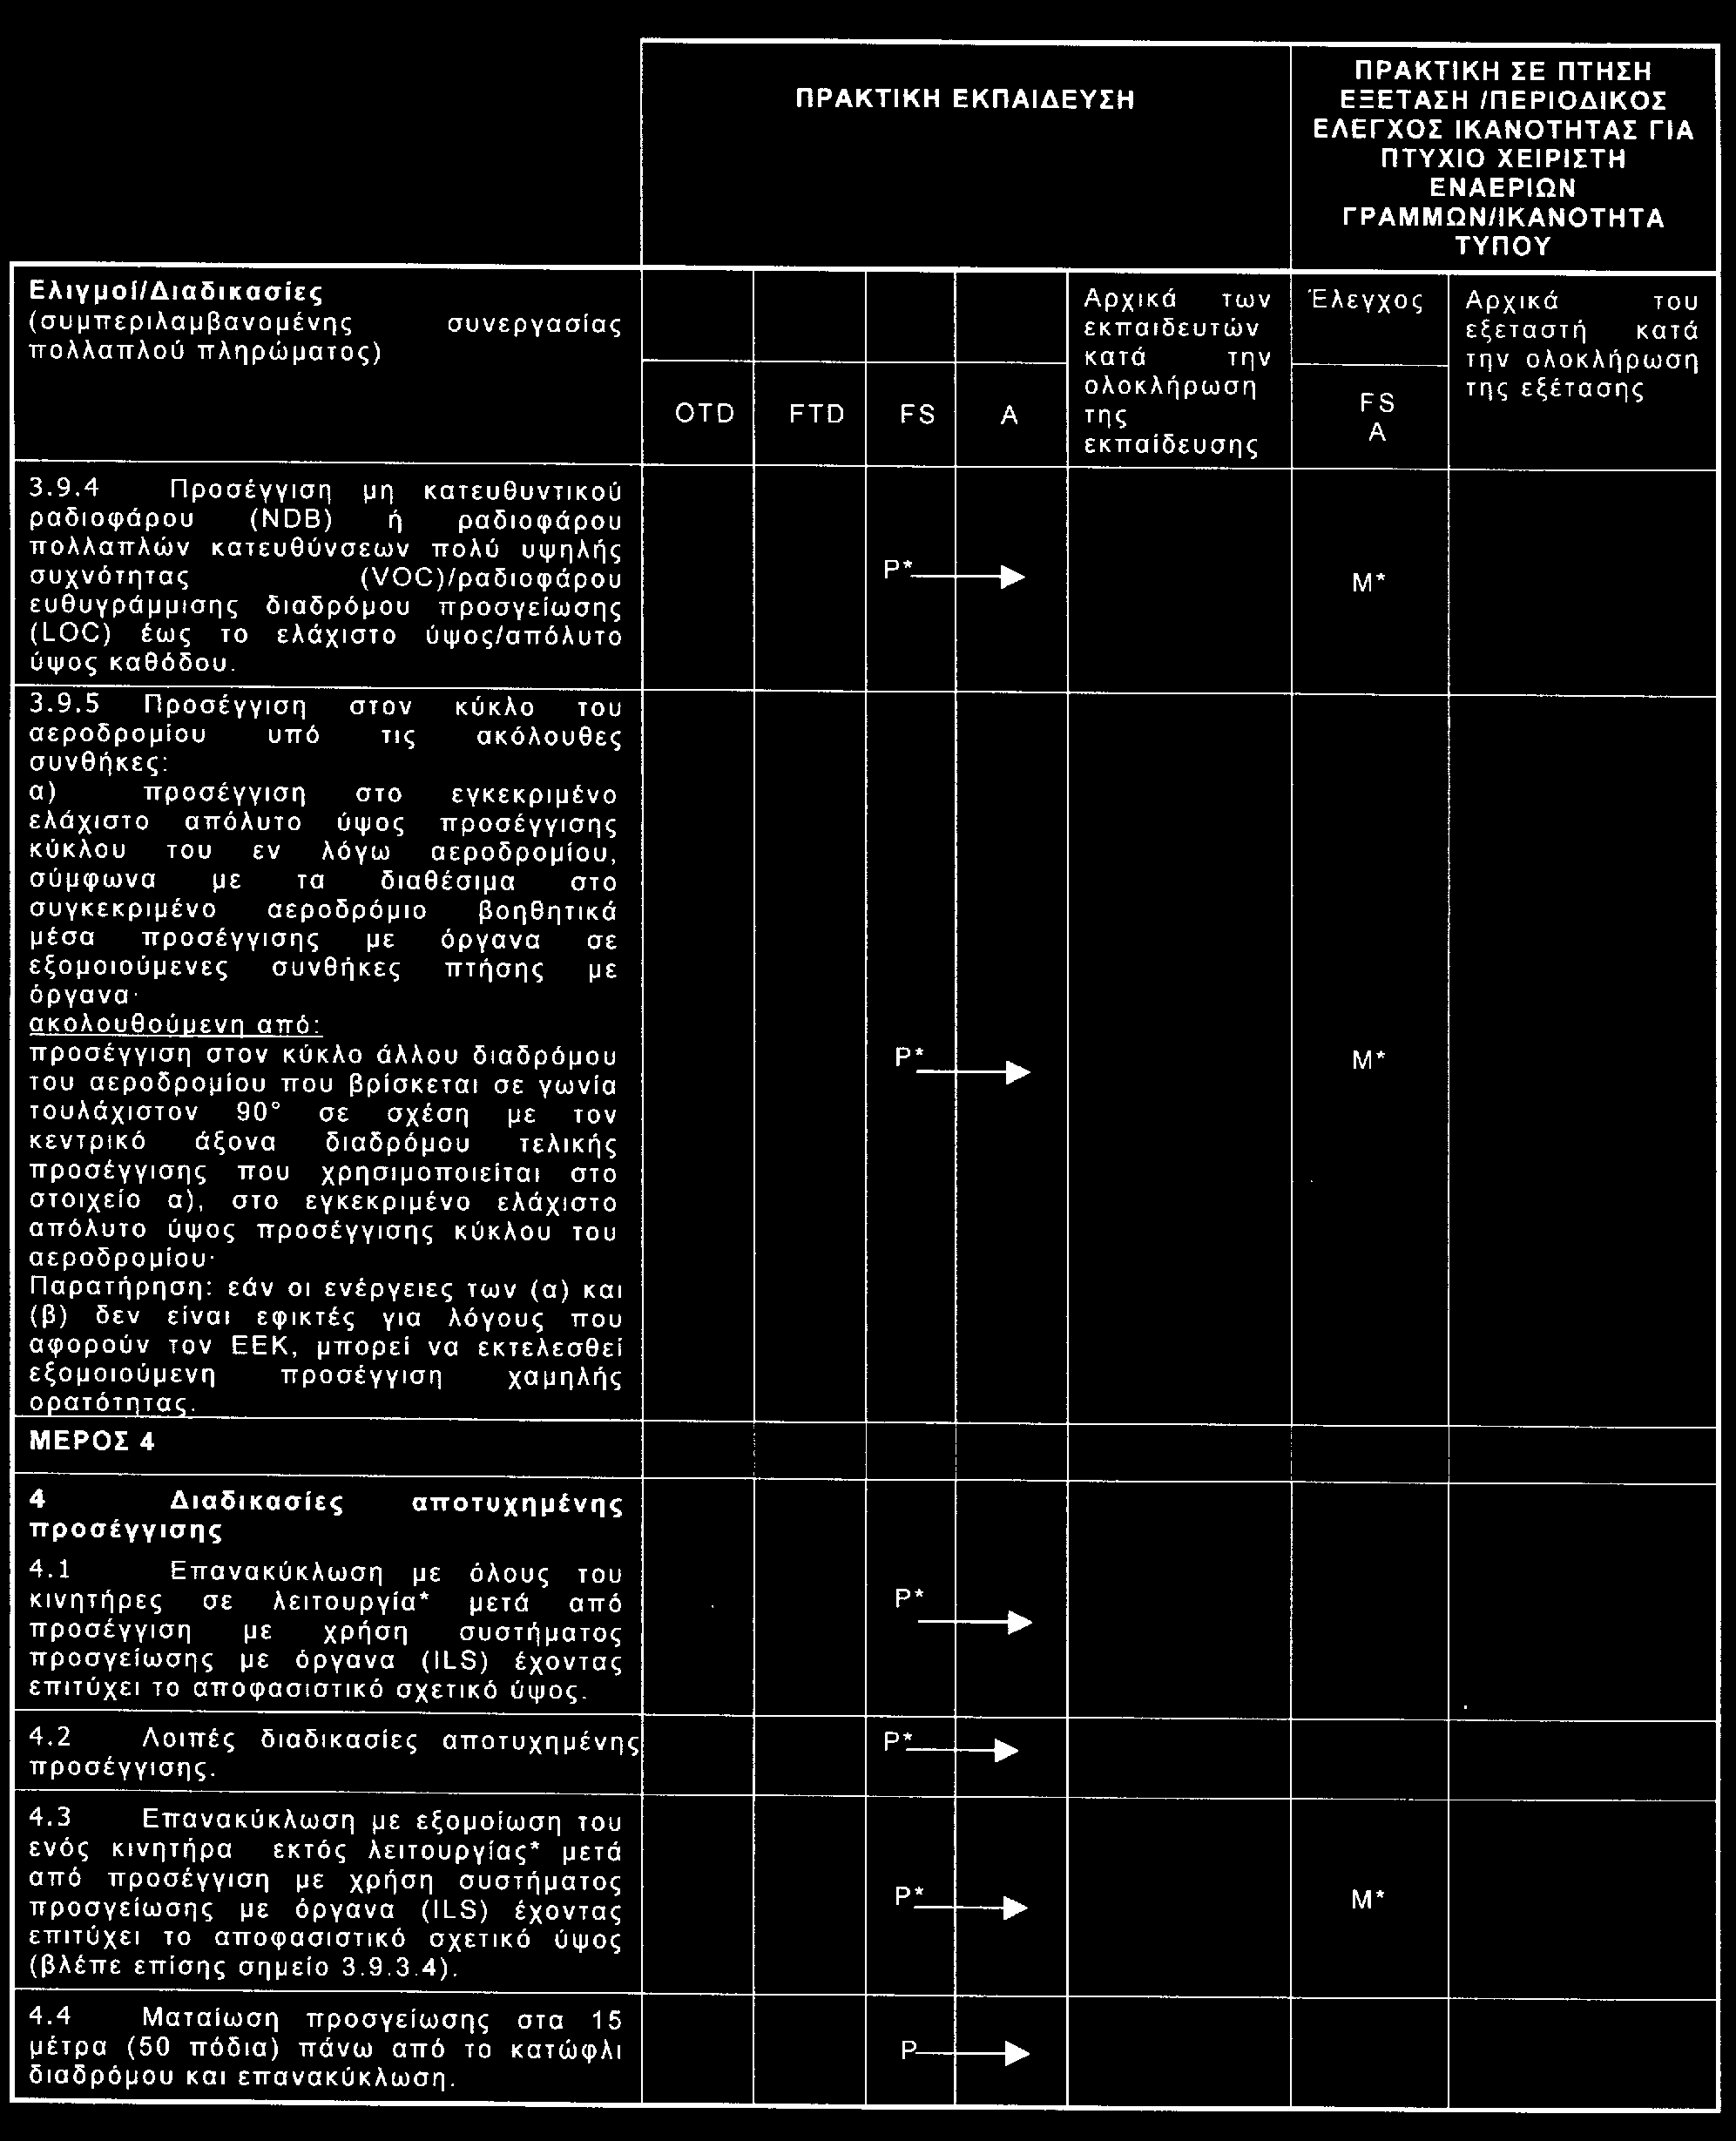 ΠΡΑΚΤΙΚΗ ΕΚΠΑΙΔΕΥΣΗ
ΠΡΑΚΤΙΚΗ ΣΕ ΠΤΗΣΗ
ΕΞΕΤΑΣΗ /ΠΕΡΙΟΔΙΚΟΣ
ΕΛΕΓΧΟΣ ΙΚΑΝΟΤΗΤΑΣ ΓΙΑ
ΠΤΥΧΙΟ ΧΕΙΡΙΣΤΗ
ΕΝΑΕΡΙΩΝ
ΓΡΑΜΜΩΝ/ΙΚΑΝΟΤΗΤΑ
ΤΥΠΟΥ
Ελιγμοί/Διαδικασίες
(συμπεριλαμβανομένης συνεργασίας
πολλαπλού πληρώματος)
OTD FTD FS A
Αρχικά των
εκπαιδευτών
κατά την
ολοκλήρωση
της
εκπαίδευσης
Έλεγχος
FS
A
Αρχικά του
εξεταστή κατά
την ολοκλήρωση
της εξέτασης
3.9.4 Προσέγγιση μη κατευθυντικού
ραδιοφάρου (NDB) ή ραδιοφάρου
πολλαπλών κατευθύνσεων πολύ υψηλής
συχνότητας (VOC)/ραδιοφάρου
ευθυγράμμισης διαδρόμου προσγείωσης
(LOC) έως το ελάχιστο ύψος/απόλυτο
ύψος καθόδου.
P* M*
3.9.5 Προσέγγιση στον κύκλο του
αεροδρομίου υπό τις ακόλουθες
συνθήκες:
α) προσέγγιση στο εγκεκριμένο
ελάχιστο απόλυτο ύψος προσέγγισης
κύκλου του εν λόγω αεροδρομίου,
σύμφωνα με τα διαθέσιμα στο
συγκεκριμένο αεροδρόμιο βοηθητικά
μέσα προσέγγισης με όργανα σε
εξομοιούμενες συνθήκες πτήσης με
όργανα·
ακολουθούμενη από:
προσέγγιση στον κύκλο άλλου διαδρόμου
του αεροδρομίου που βρίσκεται σε γωνία
τουλάχιστον 90° σε σχέση με τον
κεντρικό άξονα διαδρόμου τελικής
προσέγγισης που χρησιμοποιείται στο
στοιχείο α), στο εγκεκριμένο ελάχιστο
απόλυτο ύψος προσέγγισης κύκλου του
αεροδρομίου·
Παρατήρηση: εάν οι ενέργειες των (α) και
(β) δεν είναι εφικτές για λόγους που
αφορούν τον ΕΕΚ, μπορεί να εκτελεσθεί
εξομοιούμενη προσέγγιση χαμηλής
ορατότητας.
P* M*
ΜΕΡΟΣ 4
4 Διαδικασίες αποτυχημένης
προσέγγισης
4.1 Επανακύκλωση με όλους του
κινητήρες σε λειτουργία* μετά από
προσέγγιση με χρήση συστήματος
προσγείωσης με όργανα (ILS) έχοντας
επιτύχει το αποφασιστικό σχετικό ύψος.
P*
4.2 Λοιπές διαδικασίες αποτυχημένης
προσέγγισης.
P*
4.3 Επανακύκλωση με εξομοίωση του
ενός κινητήρα εκτός λειτουργίας* μετά
από προσέγγιση με χρήση συστήματος
προσγείωσης με όργανα (ILS) έχοντας
επιτύχει το αποφασιστικό σχετικό ύψος
(βλέπε επίσης σημείο 3.9.3.4).
P* M*
4.4 Ματαίωση προσγείωσης στα 15
μέτρα (50 πόδια) πάνω από το κατώφλι
διαδρόμου και επανακύκλωση.
P